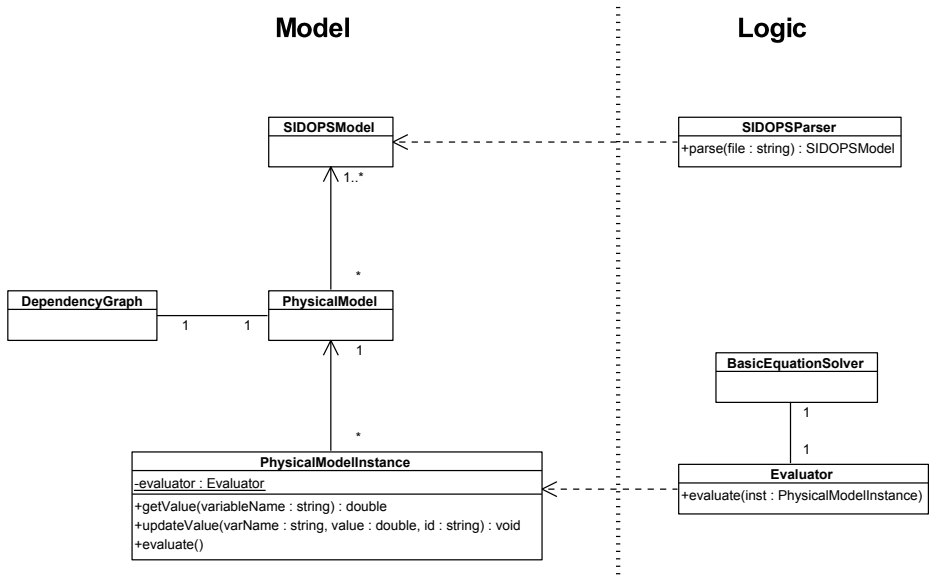 Model
Logic
SIDOPSModel
SIDOPSParser
+parse(file : string) : SIDOPSModel
1..*
*
DependencyGraph
PhysicalModel
1
1
1
BasicEquationSolver
1
*
1
PhysicalModelInstance
-evaluator : Evaluator
+getValue(variableName : string) : double
+updateValue(varName : string, value : double, id : string) : void
+evaluate()
Evaluator
+evaluate(inst : PhysicalModelInstance)